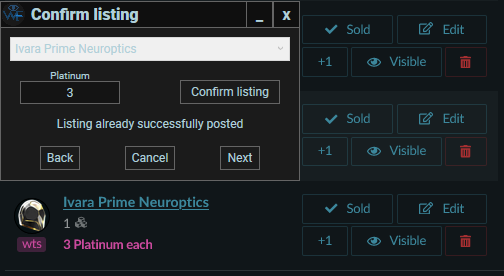 Confirm listing
_
X
Ivara Prime Neuroptics
Platinum
3
Confirm listing
Listing already successfully posted
Back
Cancel
Next
Sold
Edit
+1
Visible
Sold
Edit
+1
Visible
Ivara Prime Neuroptics
1
wts
3 Platinum each
Sold
Edit
+1
Visible